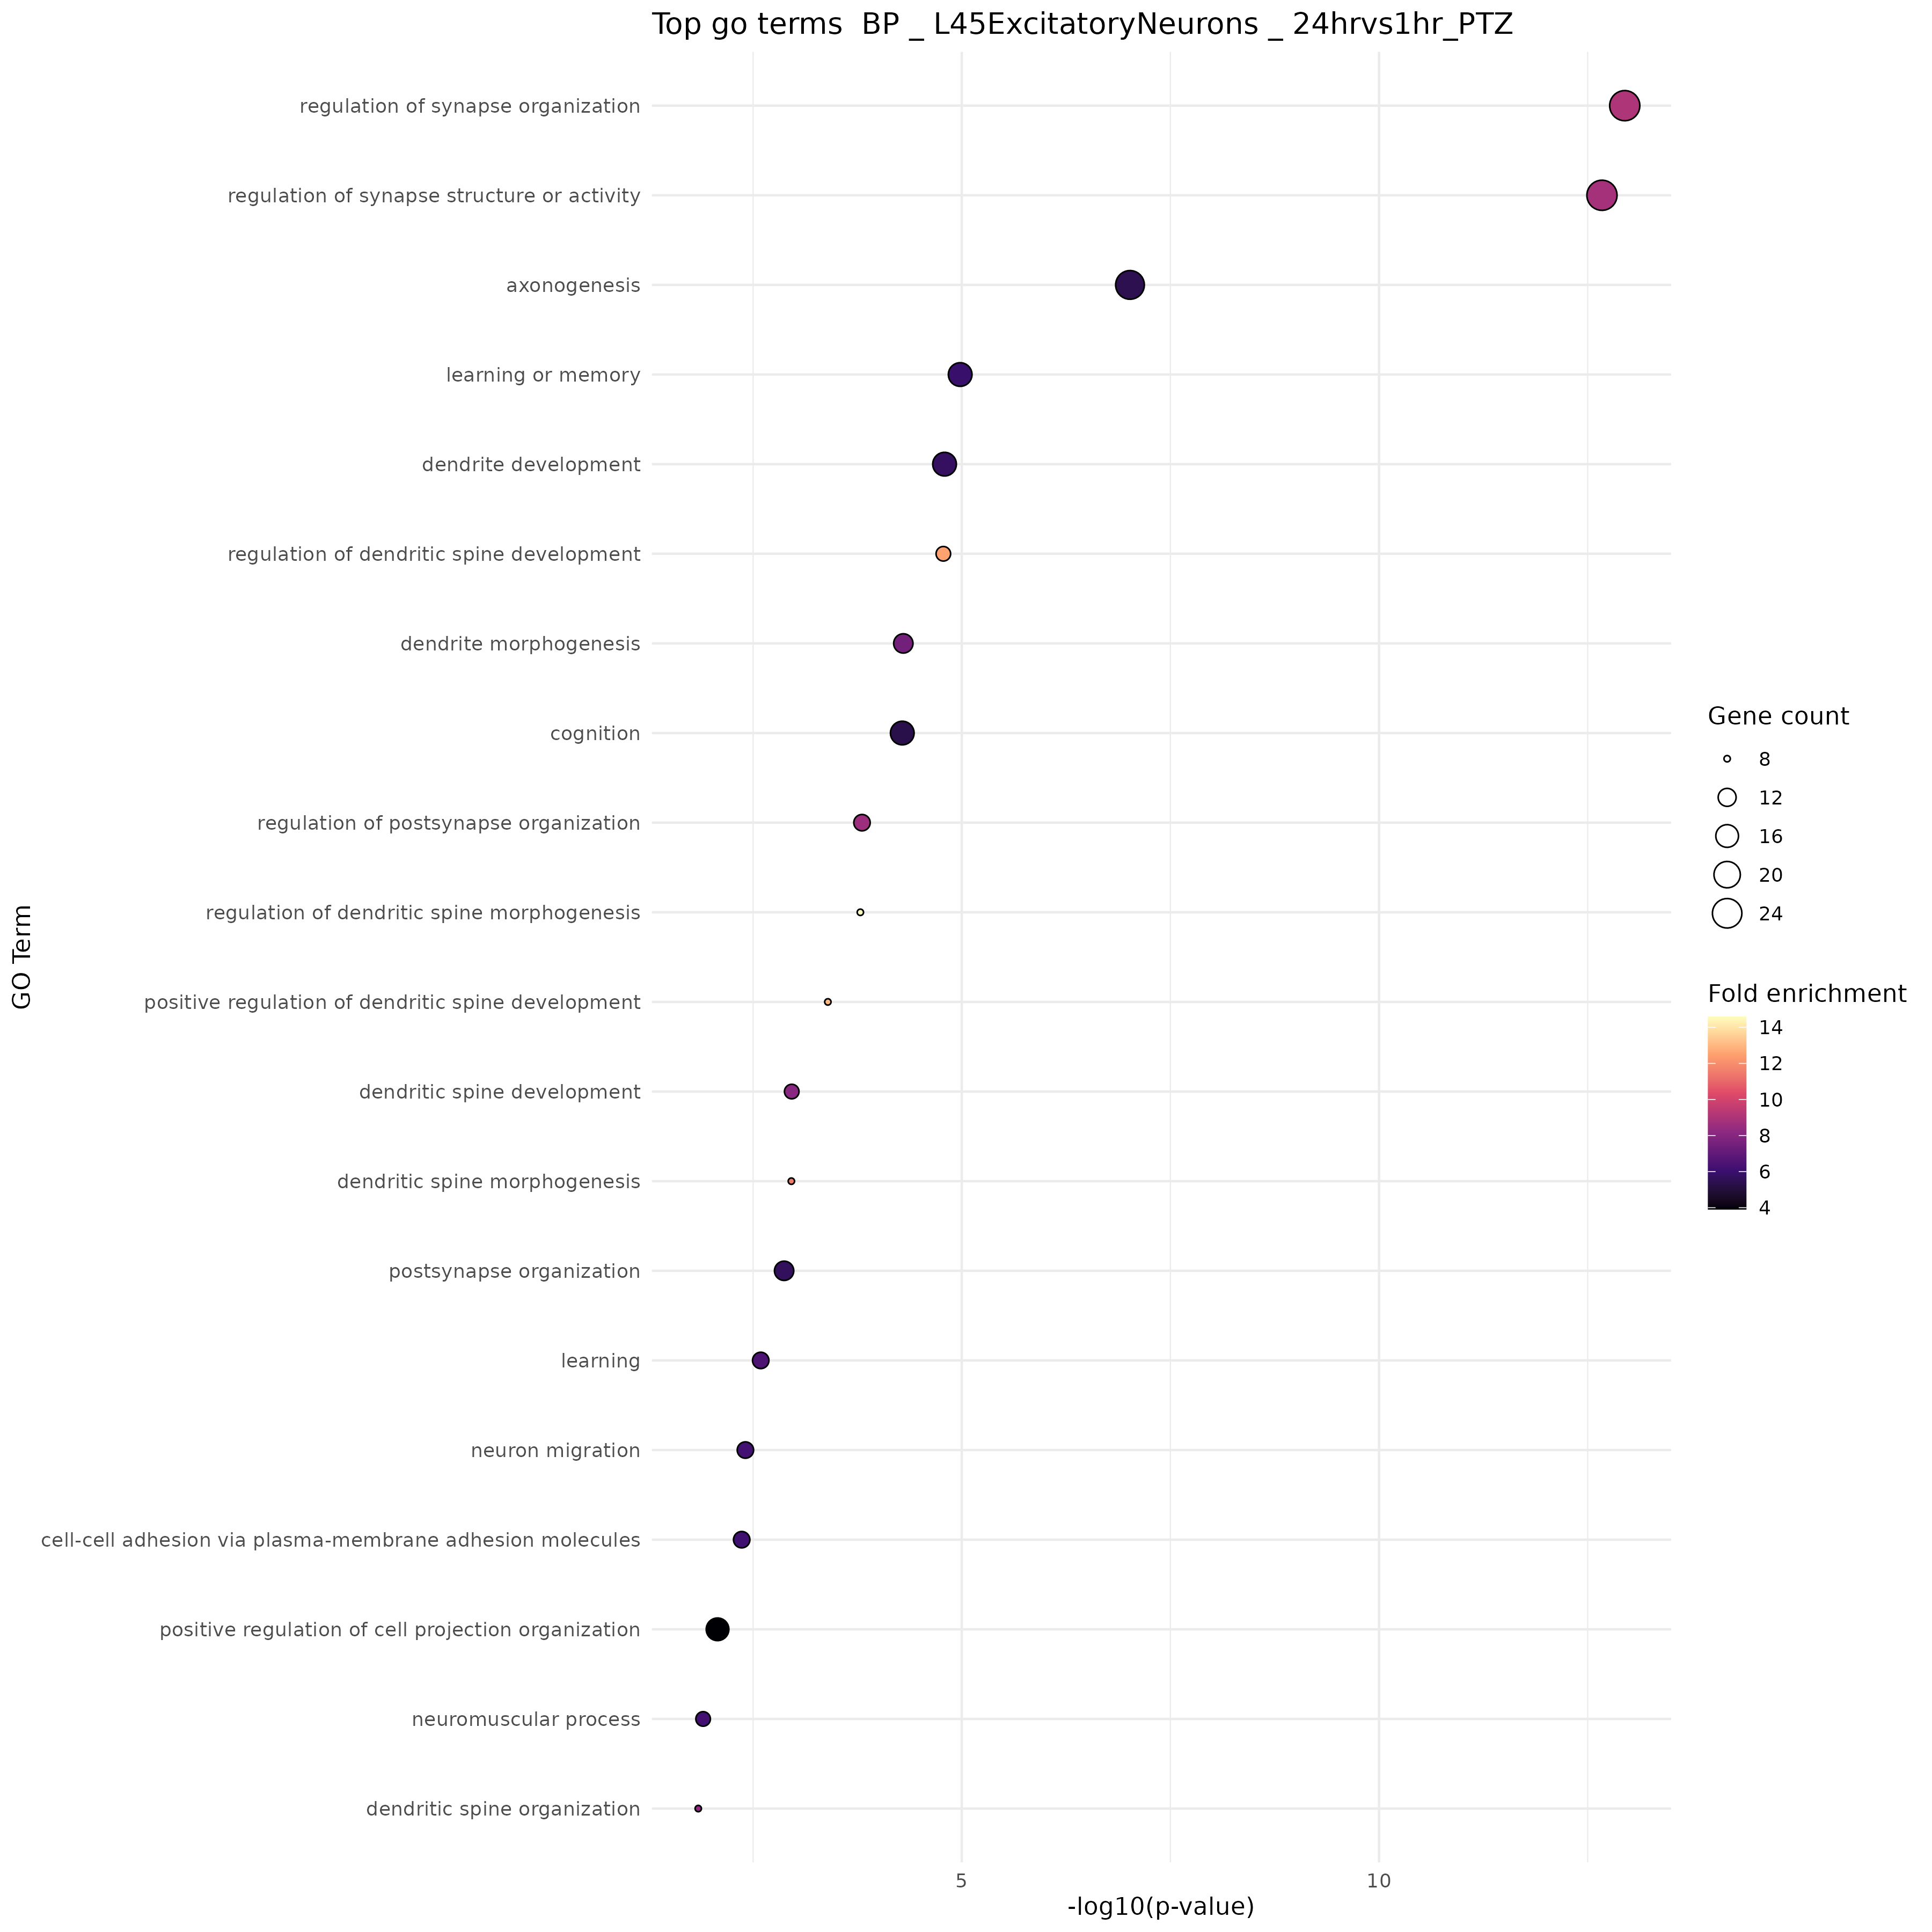 Top go terms  BP _ L45ExcitatoryNeurons _ 24hrvs1hr_PTZ
GO Term
regulation of synapse organization
regulation of synapse structure or activity
axonogenesis
learning or memory
dendrite development
regulation of dendritic spine development
dendrite morphogenesis
cognition
regulation of postsynapse organization
regulation of dendritic spine morphogenesis
positive regulation of dendritic spine development
dendritic spine development
dendritic spine morphogenesis
postsynapse organization
learning
neuron migration
cell-cell adhesion via plasma-membrane adhesion molecules
positive regulation of cell projection organization
neuromuscular process
dendritic spine organization
5
10
-log10(p-value)
Gene count
8
12
16
20
24
Fold enrichment
14
12
10
8
6
4